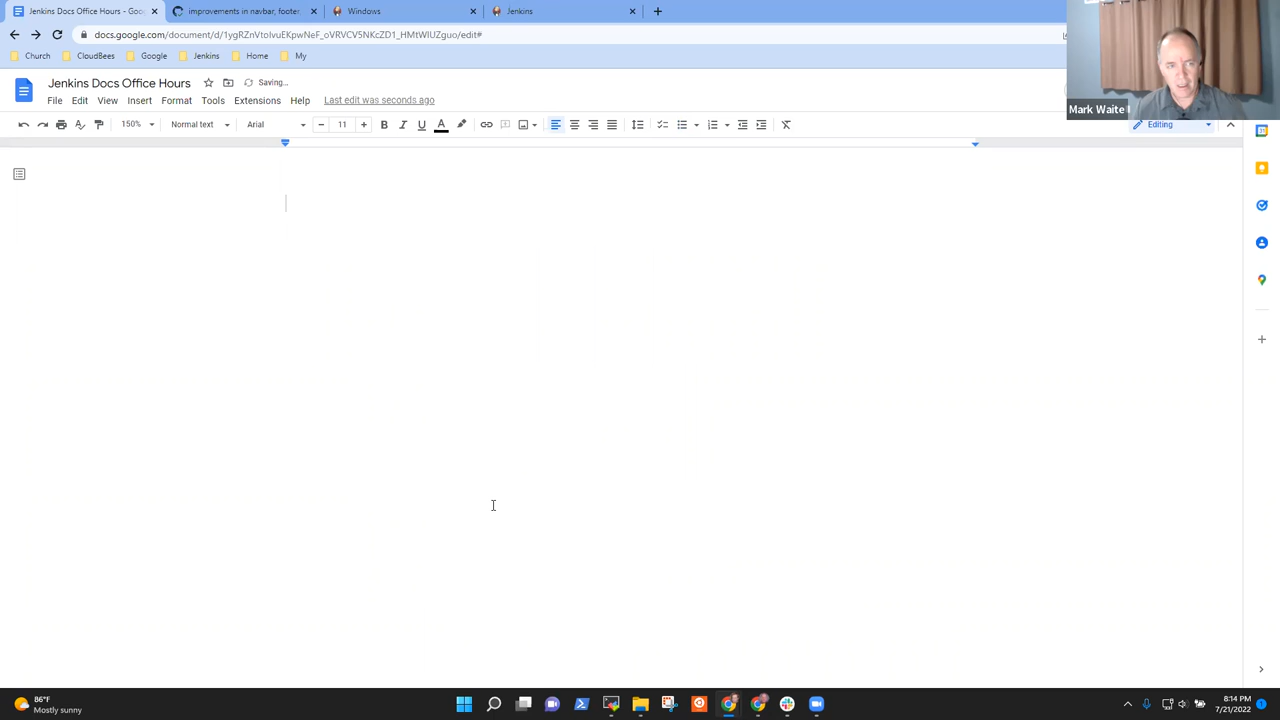 Jenkins Docs Office Hours - Goo
improvements in navbar, footer.
Windows
Jenkins
docs.google.com/document/d/1ygRZnVtoIvuEKpwNeF_oVRVCV5NKcZD1_HMtWIUZguo/edit#
Church
CloudBees
Google
Jenkins
Home
My
Jenkins Docs Office Hours
Saving...
File Edit View Insert Format Tools Extensions Help Last edit was seconds ago
150% Normal text Arial 11 B I U A
Editing
Mark Waite
86°F
Mostly sunny
8:14 PM
7/21/2022